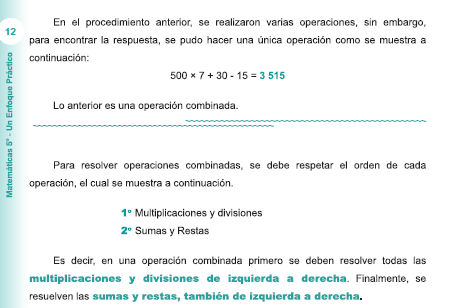 En el procedimiento anterior, se realizaron varias operaciones, sin embargo,
12
para encontrar la respuesta, se pudo hacer una única operación como se muestra a
continuación:
500 × 7 + 30 - 15 = 3 515
Lo anterior es una operación combinada.
Matemáticas 5° - Un Enfoque Práctico
Para resolver operaciones combinadas, se debe respetar el orden de cada
operación, el cual se muestra a continuación.
1° Multiplicaciones y divisiones
2° Sumas y Restas
Es decir, en una operación combinada primero se deben resolver todas las
multiplicaciones y divisiones de izquierda a derecha. Finalmente, se
resuelven las sumas y restas, también de izquierda a derecha.